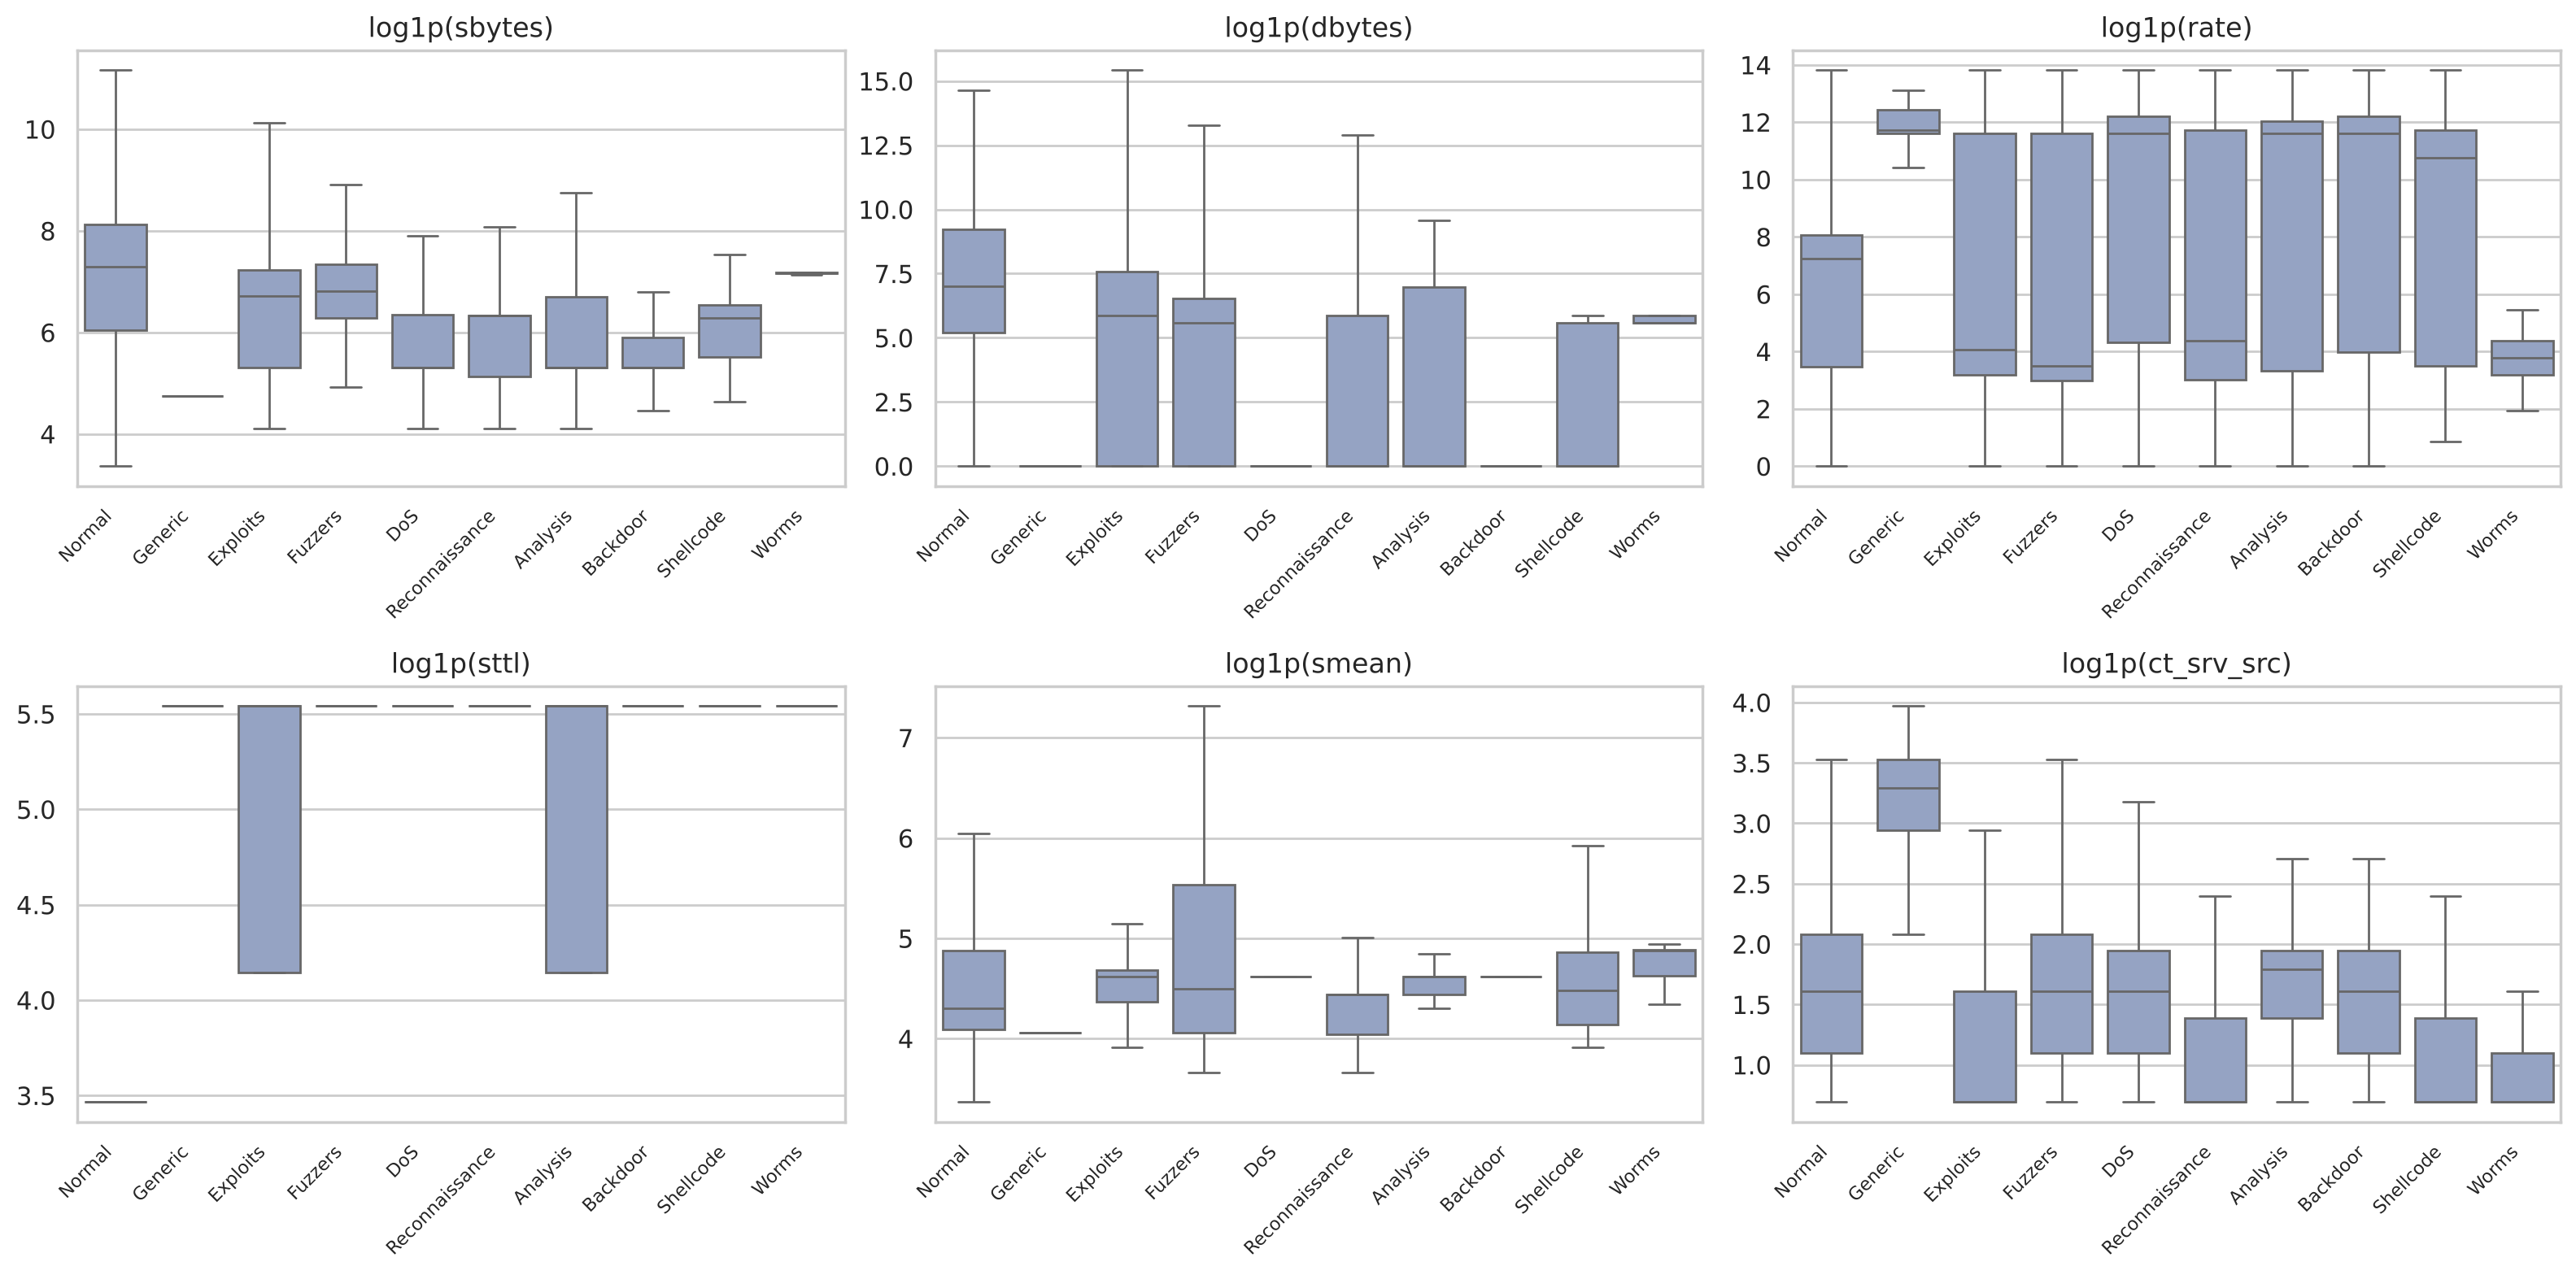 log1p(sbytes)
10
8
6
4
Normal
Generic
Exploits
Fuzzers
DoS
Reconnaissance
Analysis
Backdoor
Shellcode
Worms
log1p(dbytes)
15.0
12.5
10.0
7.5
5.0
2.5
0.0
Normal
Generic
Exploits
Fuzzers
DoS
Reconnaissance
Analysis
Backdoor
Shellcode
Worms
log1p(rate)
14
12
10
8
6
4
2
0
Normal
Generic
Exploits
Fuzzers
DoS
Reconnaissance
Analysis
Backdoor
Shellcode
Worms
log1p(sttl)
5.5
5.0
4.5
4.0
3.5
Normal
Generic
Exploits
Fuzzers
DoS
Reconnaissance
Analysis
Backdoor
Shellcode
Worms
log1p(smean)
7
6
5
4
Normal
Generic
Exploits
Fuzzers
DoS
Reconnaissance
Analysis
Backdoor
Shellcode
Worms
log1p(ct_srv_src)
4.0
3.5
3.0
2.5
2.0
1.5
1.0
Normal
Generic
Exploits
Fuzzers
DoS
Reconnaissance
Analysis
Backdoor
Shellcode
Worms